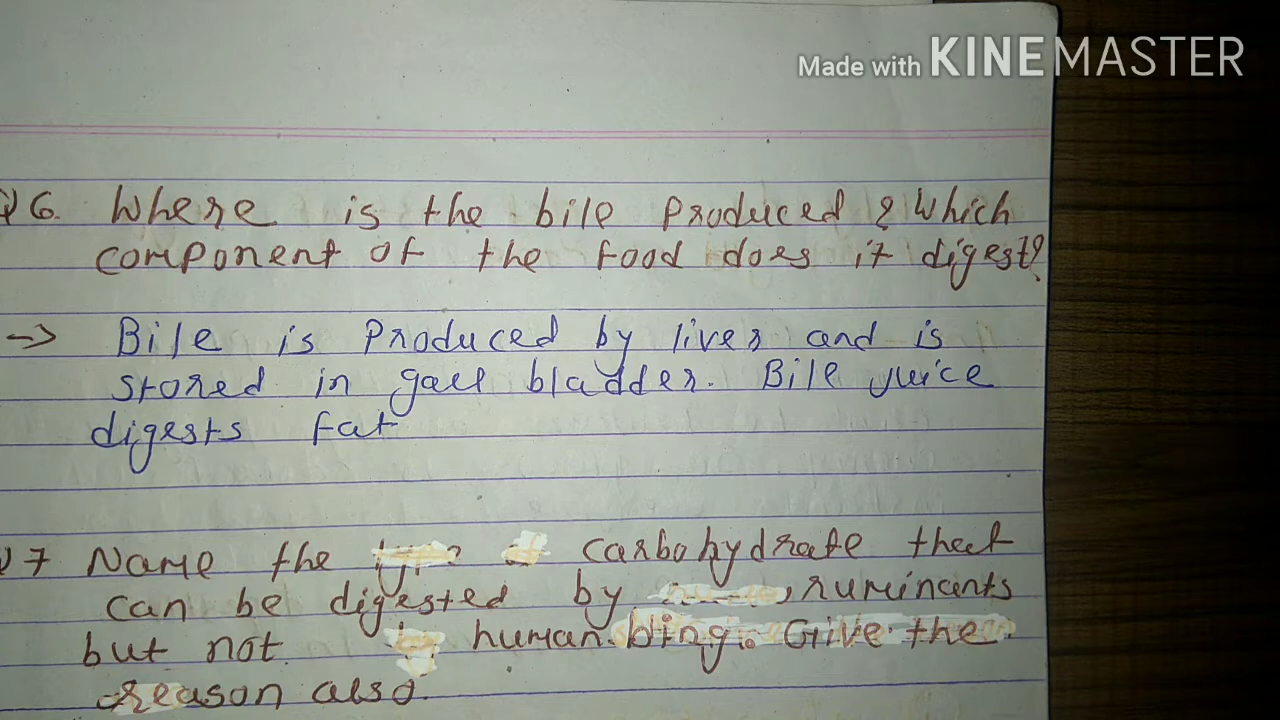 Made with KINEMASTER
Q6. Where is the bile produced & which
component of the food does it digest?
-> Bile is produced by liver and is
stored in gall bladder. Bile juice
digests fat
Q7 Name the carbohydrate that
can be digested by ruminants
but not human bing. Give the
reason also.